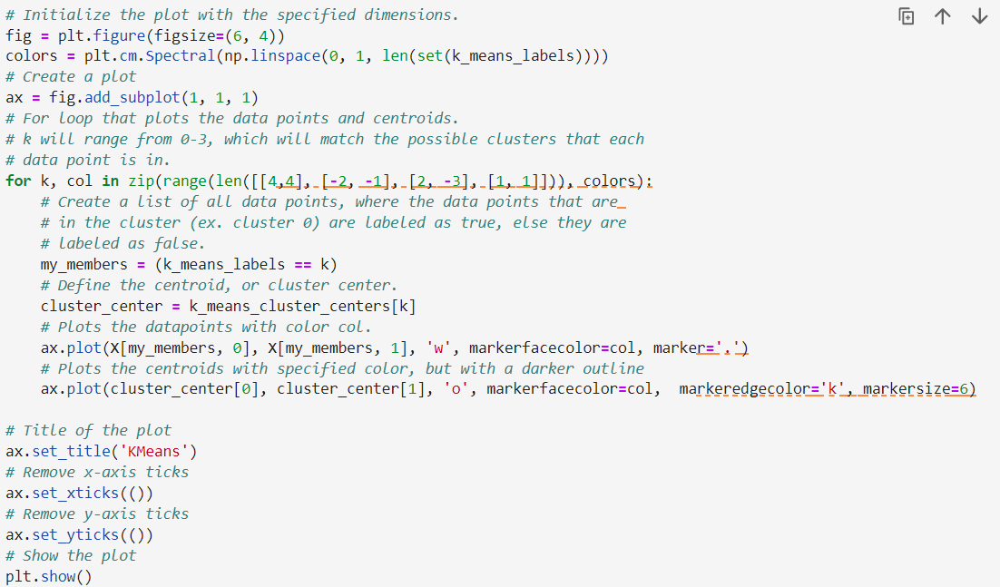 # Initialize the plot with the specified dimensions.
fig = plt.figure(figsize=(6, 4))
colors = plt.cm.Spectral(np.linspace(0, 1, len(set(k_means_labels))))
# Create a plot
ax = fig.add_subplot(1, 1, 1)
# For loop that plots the data points and centroids.
# k will range from 0-3, which will match the possible clusters that each
# data point is in.
for k, col in zip(range(len([[4,4], [-2, -1], [2, -3], [1, 1]])), colors):
    # Create a list of all data points, where the data points that are
    # in the cluster (ex. cluster 0) are labeled as true, else they are
    # labeled as false.
    my_members = (k_means_labels == k)
    # Define the centroid, or cluster center.
    cluster_center = k_means_cluster_centers[k]
    # Plots the datapoints with color col.
    ax.plot(X[my_members, 0], X[my_members, 1], 'w', markerfacecolor=col, marker='.')
    # Plots the centroids with specified color, but with a darker outline
    ax.plot(cluster_center[0], cluster_center[1], 'o', markerfacecolor=col,  markeredgecolor='k', markersize=6)
# Title of the plot
ax.set_title('KMeans')
# Remove x-axis ticks
ax.set_xticks(())
# Remove y-axis ticks
ax.set_yticks(())
# Show the plot
plt.show()